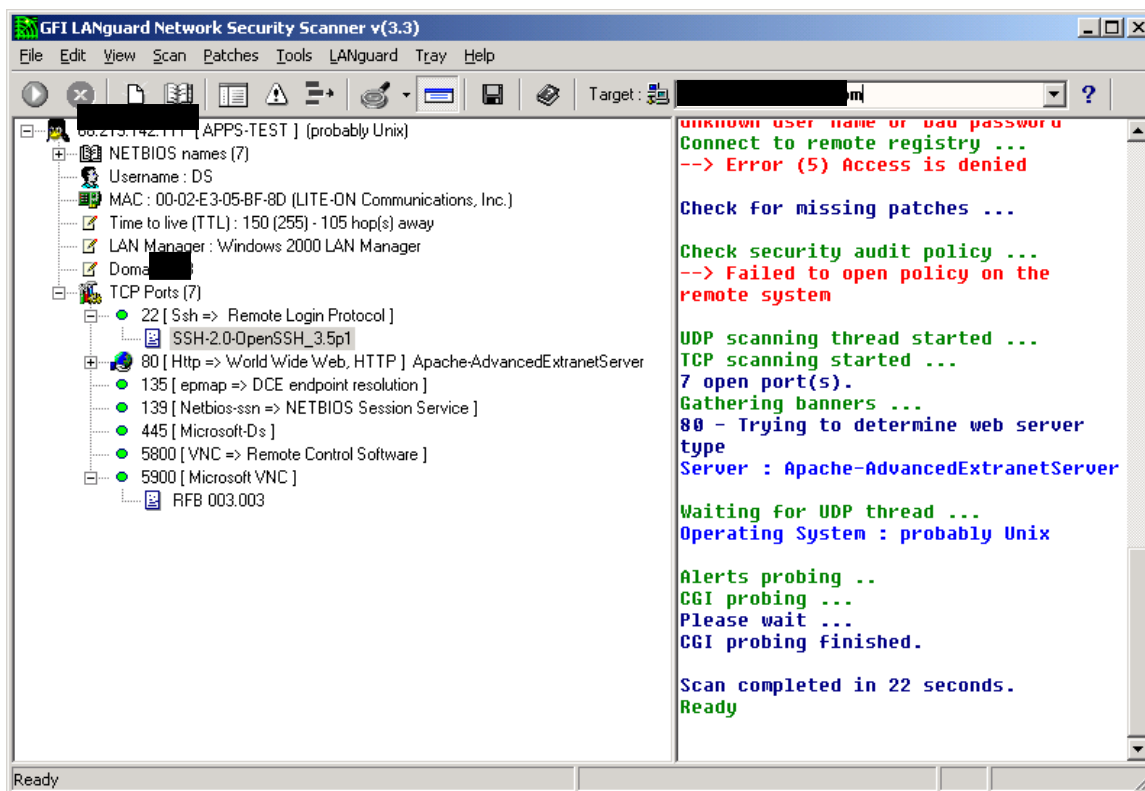 GFI LANguard Network Security Scanner v(3.3)
File Edit View Scan Patches Tools LANguard Tray Help
Target : om
[ APPS-TEST ] (probably Unix)
NETBIOS names (7)
Username : DS
MAC : 00-02-E3-05-BF-8D (LITE-ON Communications, Inc.)
Time to live (TTL) : 150 (255) - 105 hop(s) away
LAN Manager : Windows 2000 LAN Manager
Doma
TCP Ports (7)
22 [ Ssh => Remote Login Protocol ]
SSH-2.0-OpenSSH_3.5p1
80 [ Http => World Wide Web, HTTP ] Apache-AdvancedExtranetServer
135 [ epmap => DCE endpoint resolution ]
139 [ Netbios-ssn => NETBIOS Session Service ]
445 [ Microsoft-Ds ]
5800 [ VNC => Remote Control Software ]
5900 [ Microsoft VNC ]
RFB 003.003
unknown user name or bad password
Connect to remote registry ...
--> Error (5) Access is denied
Check for missing patches ...
Check security audit policy ...
--> Failed to open policy on the
remote system
UDP scanning thread started ...
TCP scanning started ...
7 open port(s).
Gathering banners ...
80 - Trying to determine web server
type
Server : Apache-AdvancedExtranetServer
Waiting for UDP thread ...
Operating System : probably Unix
Alerts probing ..
CGI probing ...
Please wait ...
CGI probing finished.
Scan completed in 22 seconds.
Ready
Ready